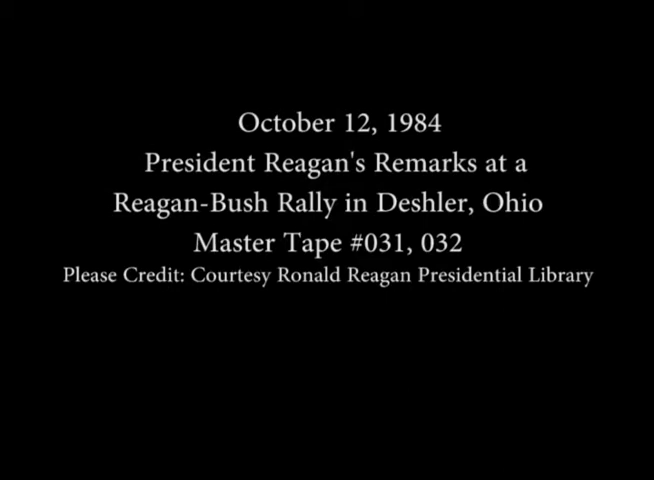 October 12, 1984
President Reagan's Remarks at a
Reagan-Bush Rally in Deshler, Ohio
Master Tape #031, 032
Please Credit: Courtesy Ronald Reagan Presidential Library